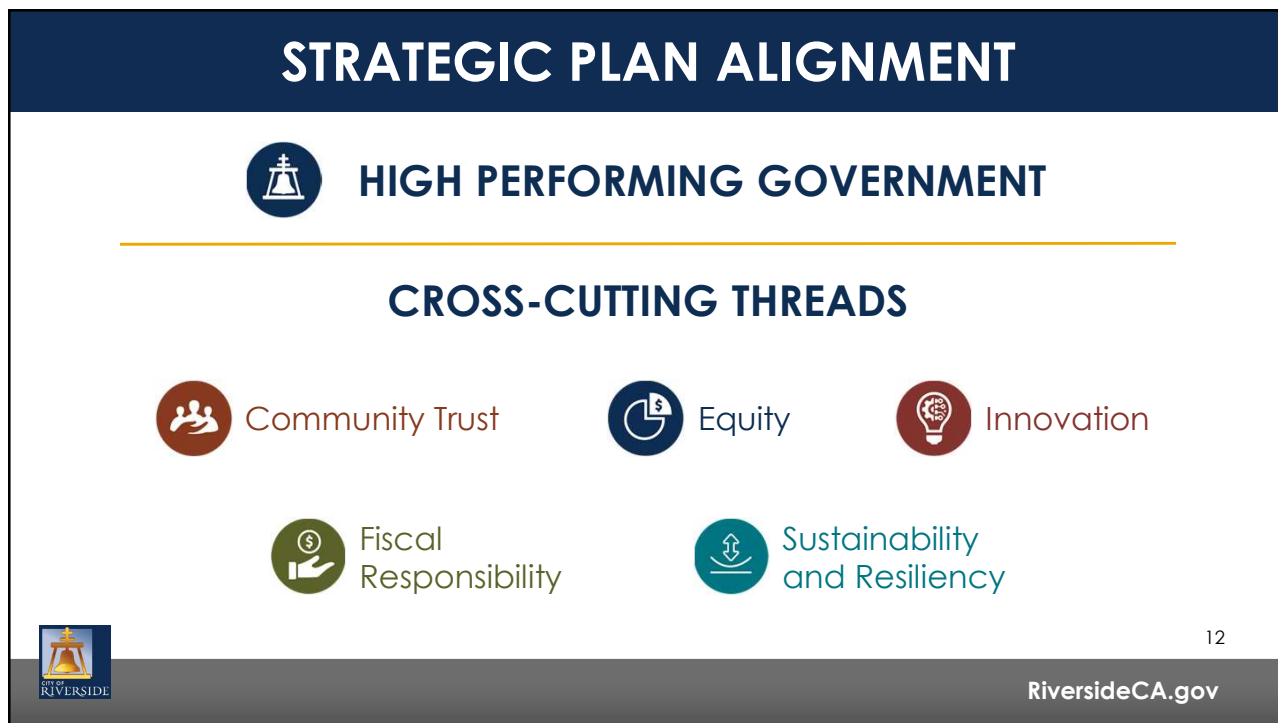 STRATEGIC PLAN ALIGNMENT
HIGH PERFORMING GOVERNMENT
CROSS-CUTTING THREADS
Community Trust
$
Equity
Innovation
$
Fiscal
Responsibility
Sustainability
and Resiliency
12
CITY OF
RIVERSIDE
RiversideCA.gov